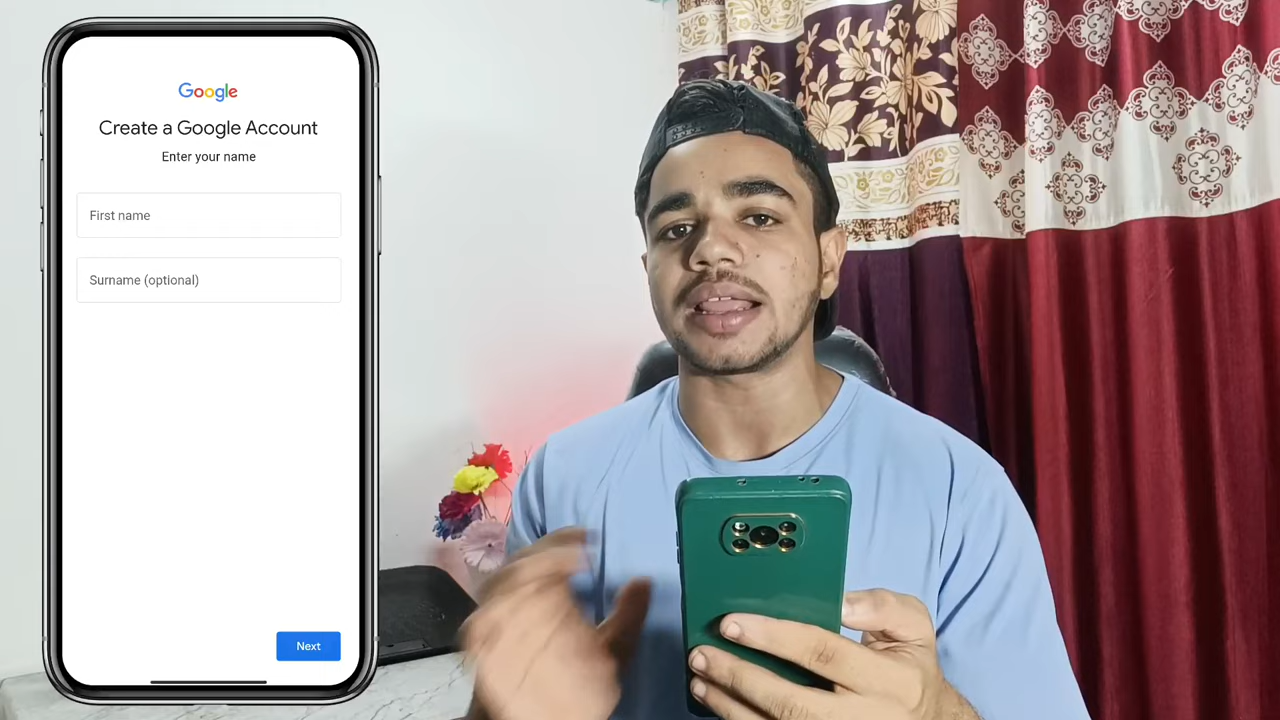 Google
Create a Google Account
Enter your name
First name
Surname (optional)
Next